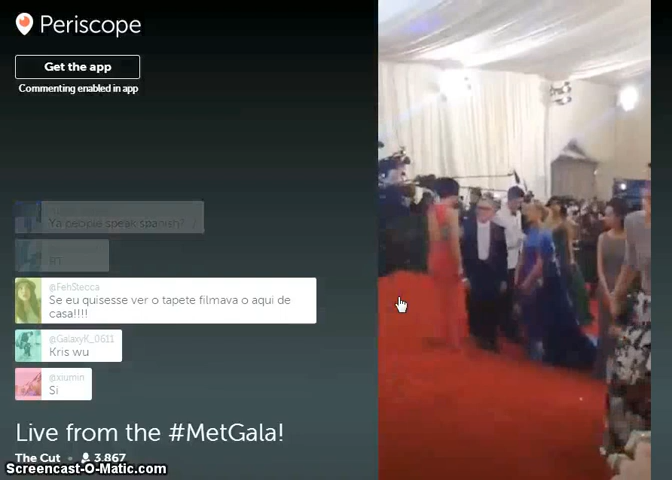 Periscope
Get the app
Commenting enabled in app
Ya people speak spanish?
@FehStecca
Se eu quisesse ver o tapete filmava o aqui de
casa!!!!
@GalaxyK_0611
Kris wu
@xiumin
Si
Live from the #MetGala!
The Cut • 3,867
Screencast-O-Matic.com